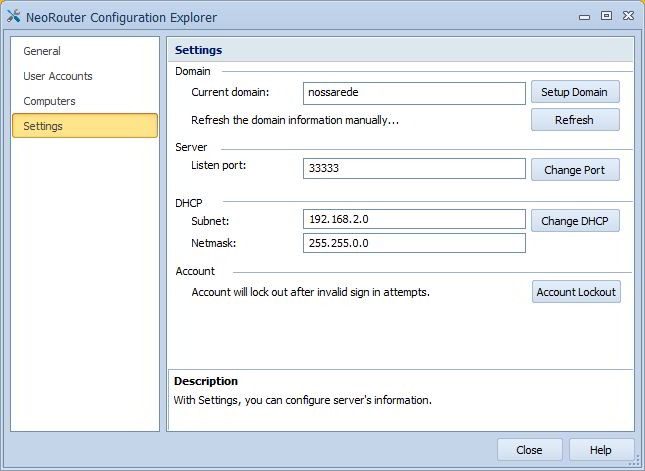 NeoRouter Configuration Explorer
General
User Accounts
Computers
Settings
Settings
Domain
Current domain: nossarede Setup Domain
Refresh the domain information manually... Refresh
Server
Listen port: 33333 Change Port
DHCP
Subnet: 192.168.2.0 Change DHCP
Netmask: 255.255.0.0
Account
Account will lock out after invalid sign in attempts. Account Lockout
Description
With Settings, you can configure server's information.
Close Help